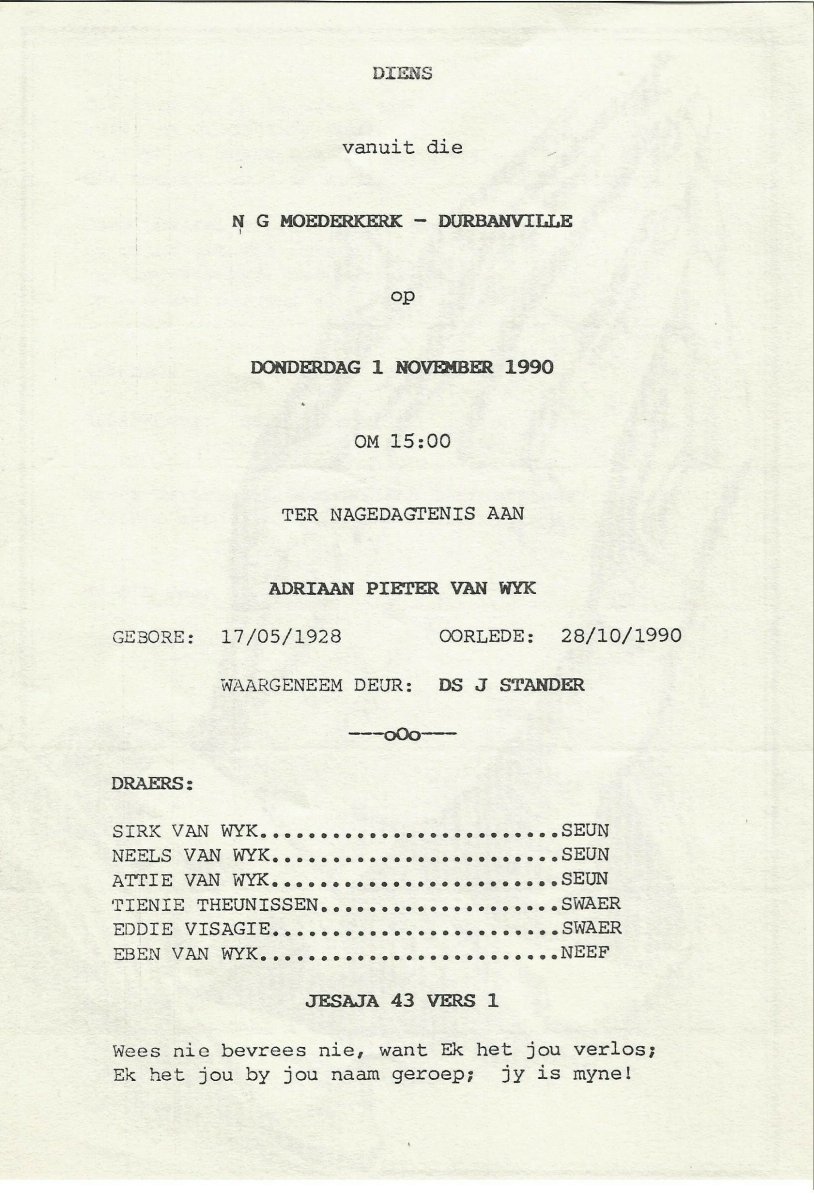 DIENS
vanuit die
N G MOEDERKERK - DURBANVILLE
op
DONDERDAG 1 NOVEMBER 1990
OM 15:00
TER NAGEDAGTENIS AAN
ADRIAAN PIETER VAN WYK
GEBORE: 17/05/1928 OORLEDE: 28/10/1990
WAARGENEEM DEUR: DS J STANDER
---oOo---
DRAERS:
SIRK VAN WYK.........................SEUN
NEELS VAN WYK........................SEUN
ATTIE VAN WYK........................SEUN
TIENIE THEUNISSEN....................SWAER
EDDIE VISAGIE........................SWAER
EBEN VAN WYK.........................NEEF
JESAJA 43 VERS 1
Wees nie bevrees nie, want Ek het jou verlos;
Ek het jou by jou naam geroep; jy is myne!